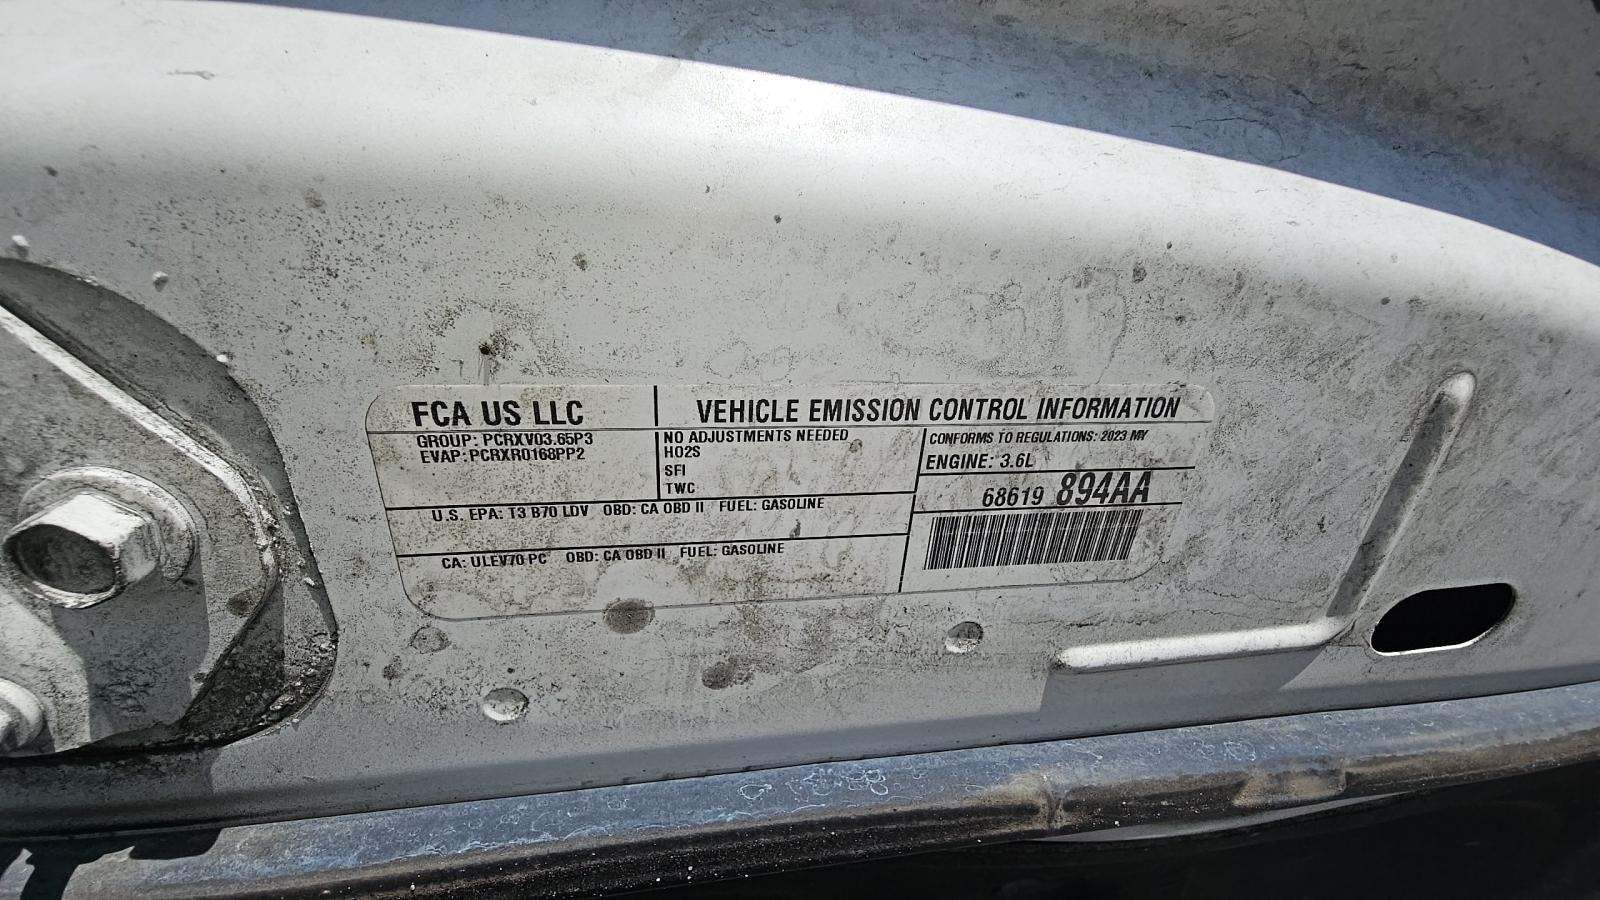 FCA US LLC
VEHICLE EMISSION CONTROL INFORMATION
GROUP: PCRXV03.65P3
EVAP: PCRXR0168PP2
NO ADJUSTMENTS NEEDED
HO2S
SFI
TWC
CONFORMS TO REGULATIONS: 2023 MY
ENGINE: 3.6L
68619 894AA
U.S. EPA: T3 B70 LDV OBD: CA OBD II FUEL: GASOLINE
CA: ULEV70 PC OBD: CA OBD II FUEL: GASOLINE